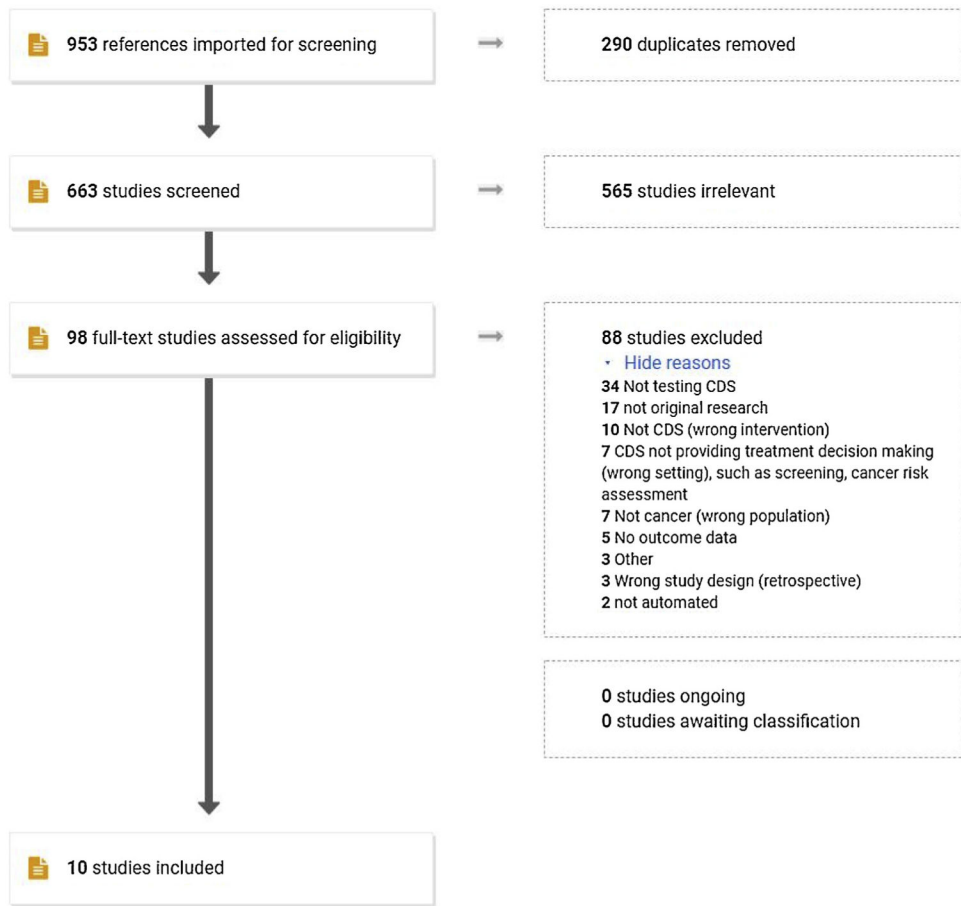 953 references imported for screening
290 duplicates removed
663 studies screened
565 studies irrelevant
98 full-text studies assessed for eligibility
88 studies excluded
Hide reasons
34 Not testing CDS
17 not original research
10 Not CDS (wrong intervention)
7 CDS not providing treatment decision making
(wrong setting), such as screening, cancer risk
assessment
7 Not cancer (wrong population)
5 No outcome data
3 Other
3 Wrong study design (retrospective)
2 not automated
0 studies ongoing
0 studies awaiting classification
10 studies included